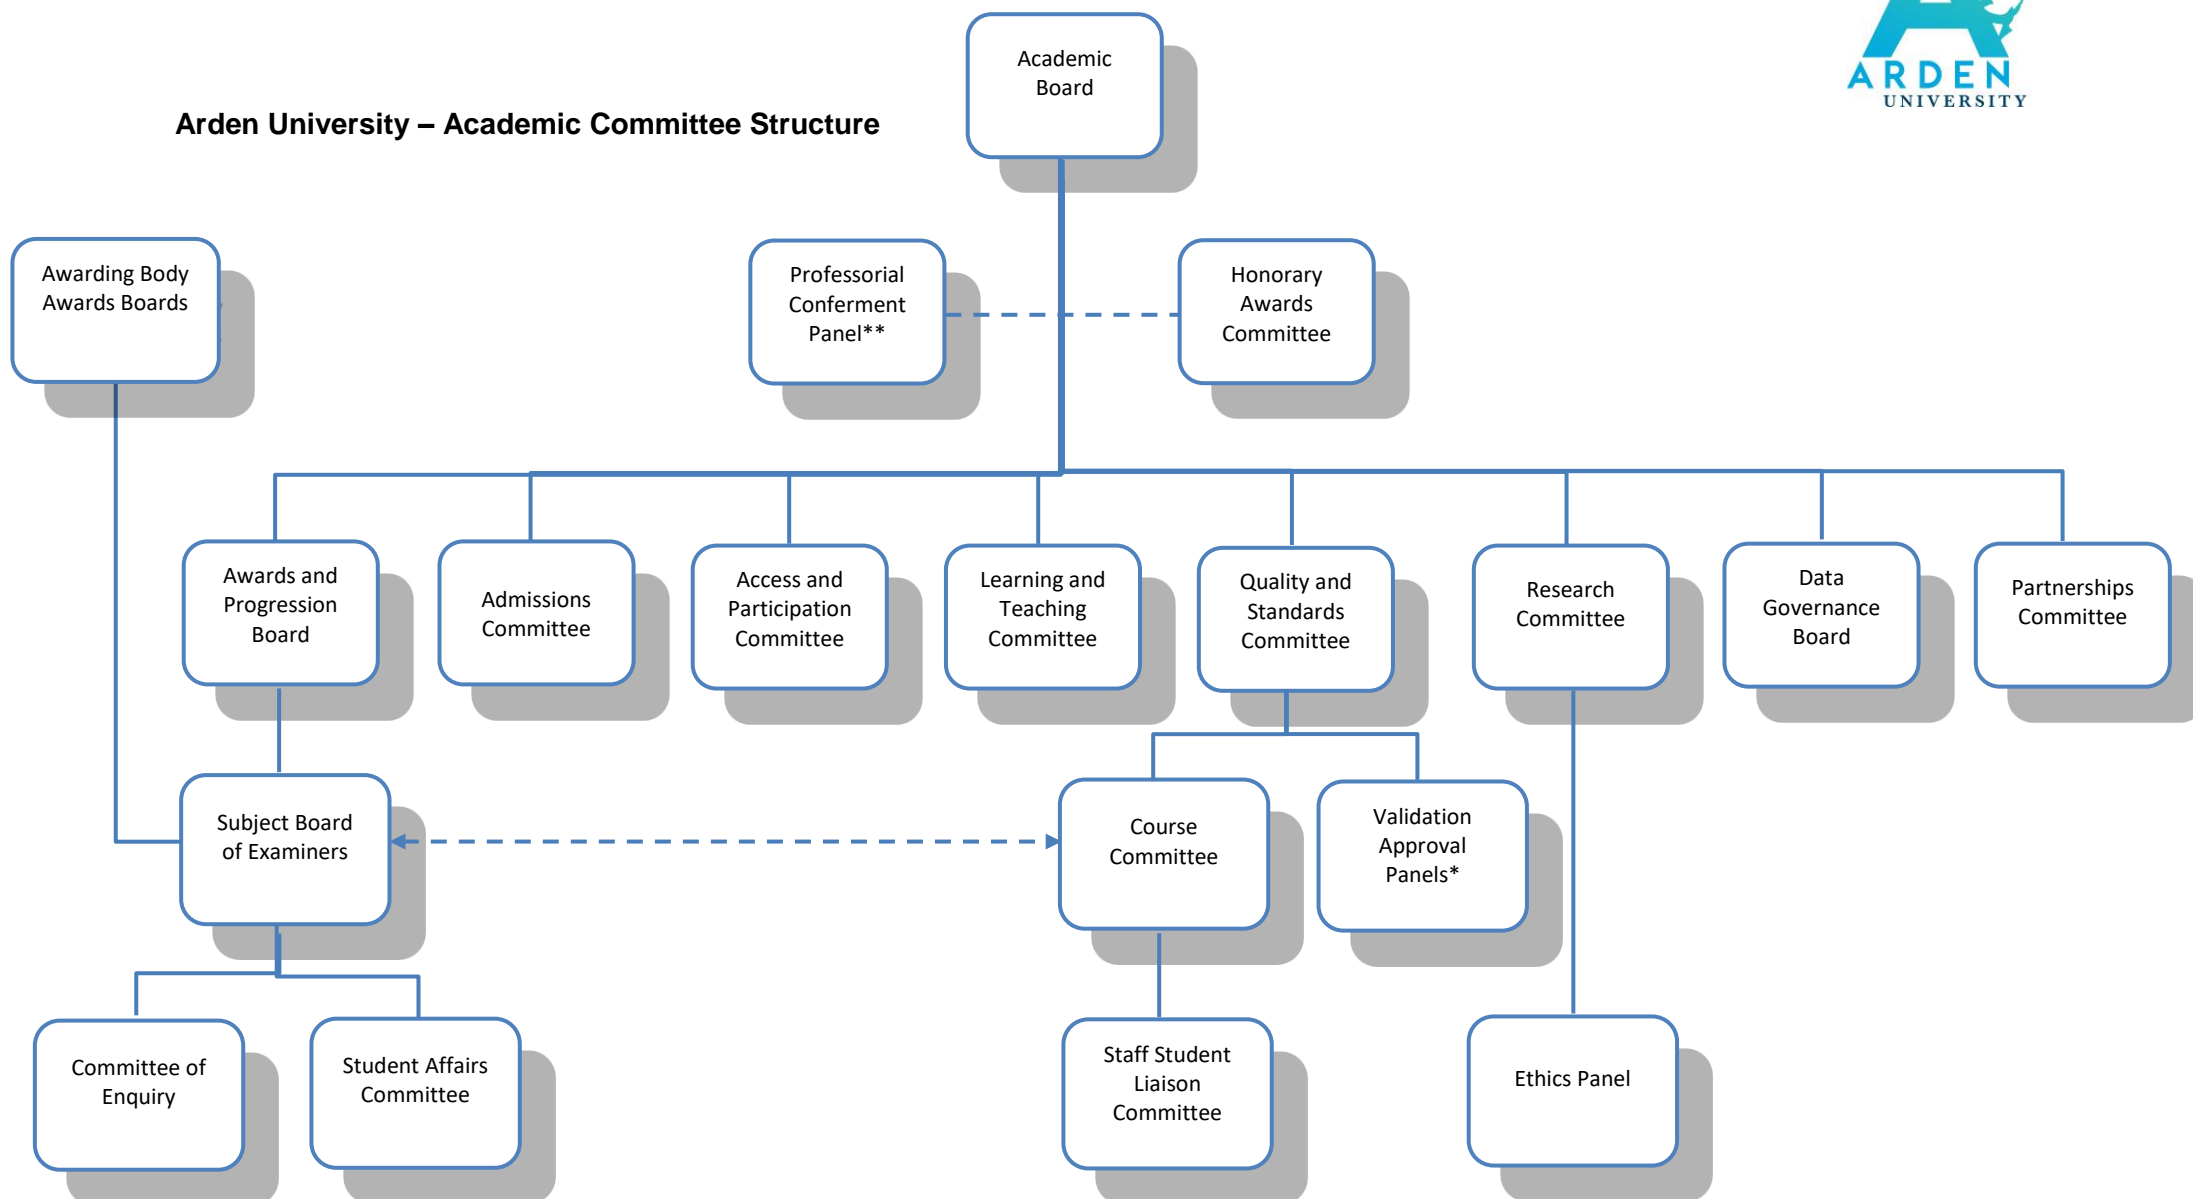 Academic
Board
ARDEN
UNIVERSITY
Arden University – Academic Committee Structure
Awarding Body
Awards Boards
Professorial
Conferment
Panel**
Honorary
Awards
Committee
Awards and
Progression
Board
Admissions
Committee
Access and
Participation
Committee
Learning and
Teaching
Committee
Quality and
Standards
Committee
Research
Committee
Data
Governance
Board
Partnerships
Committee
Subject Board
of Examiners
Course
Committee
Validation
Approval
Panels*
Committee of
Enquiry
Student Affairs
Committee
Staff Student
Liaison
Committee
Ethics Panel